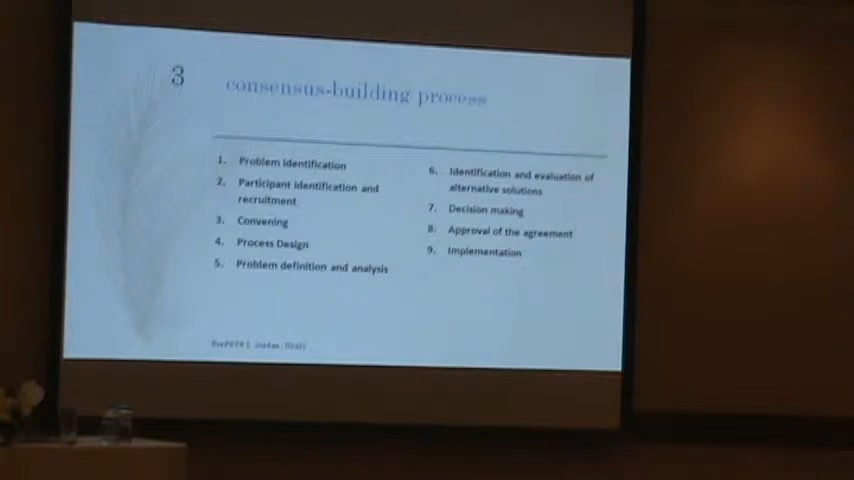 3
consensus-building process
1. Problem identification
2. Participant identification and
recruitment
3. Convening
4. Process Design
5. Problem definition and analysis
6. Identification and evaluation of
alternative solutions
7. Decision making
8. Approval of the agreement
9. Implementation
Jordan